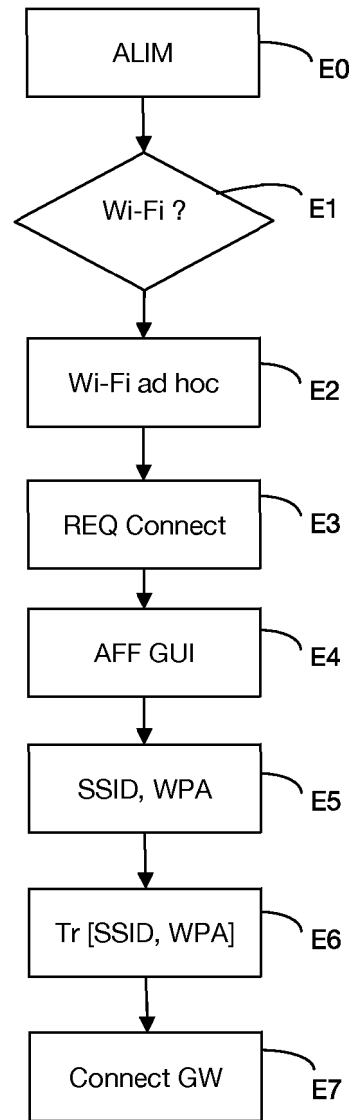 ALIM
E0
Wi-Fi ?
E1
Wi-Fi ad hoc
E2
REQ Connect
E3
AFF GUI
E4
SSID, WPA
E5
Tr [SSID, WPA]
E6
Connect GW
E7